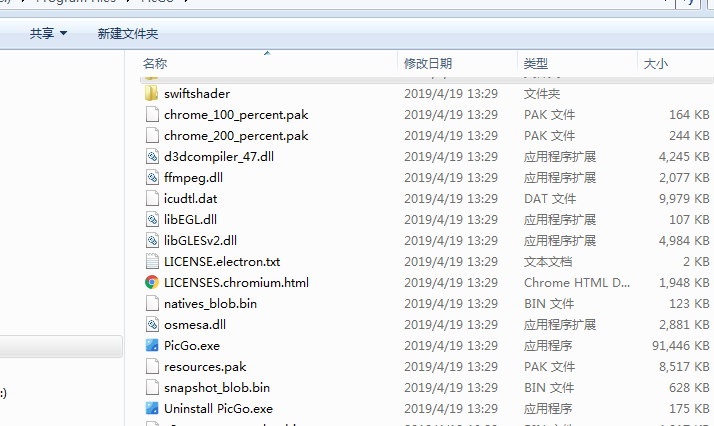 Program Files PicGo
共享 新建文件夹
名称 修改日期 类型 大小
swiftshader 2019/4/19 13:29 文件夹
chrome_100_percent.pak 2019/4/19 13:29 PAK 文件 164 KB
chrome_200_percent.pak 2019/4/19 13:29 PAK 文件 244 KB
d3dcompiler_47.dll 2019/4/19 13:29 应用程序扩展 4,245 KB
ffmpeg.dll 2019/4/19 13:29 应用程序扩展 2,077 KB
icudtl.dat 2019/4/19 13:29 DAT 文件 9,979 KB
libEGL.dll 2019/4/19 13:29 应用程序扩展 107 KB
libGLESv2.dll 2019/4/19 13:29 应用程序扩展 4,984 KB
LICENSE.electron.txt 2019/4/19 13:29 文本文档 2 KB
LICENSES.chromium.html 2019/4/19 13:29 Chrome HTML D... 1,948 KB
natives_blob.bin 2019/4/19 13:29 BIN 文件 123 KB
osmesa.dll 2019/4/19 13:29 应用程序扩展 2,881 KB
PicGo.exe 2019/4/19 13:29 应用程序 91,446 KB
resources.pak 2019/4/19 13:29 PAK 文件 8,517 KB
snapshot_blob.bin 2019/4/19 13:29 BIN 文件 628 KB
:)
Uninstall PicGo.exe 2019/4/19 13:29 应用程序 175 KB